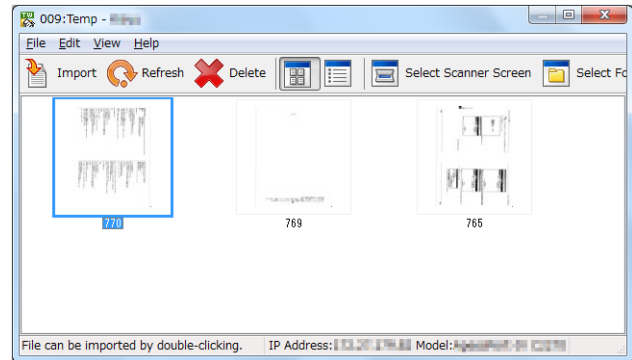 009:Temp -
File Edit View Help
Import Refresh Delete Select Scanner Screen Select Fo
770 769 765
File can be imported by double-clicking. IP Address: Model: